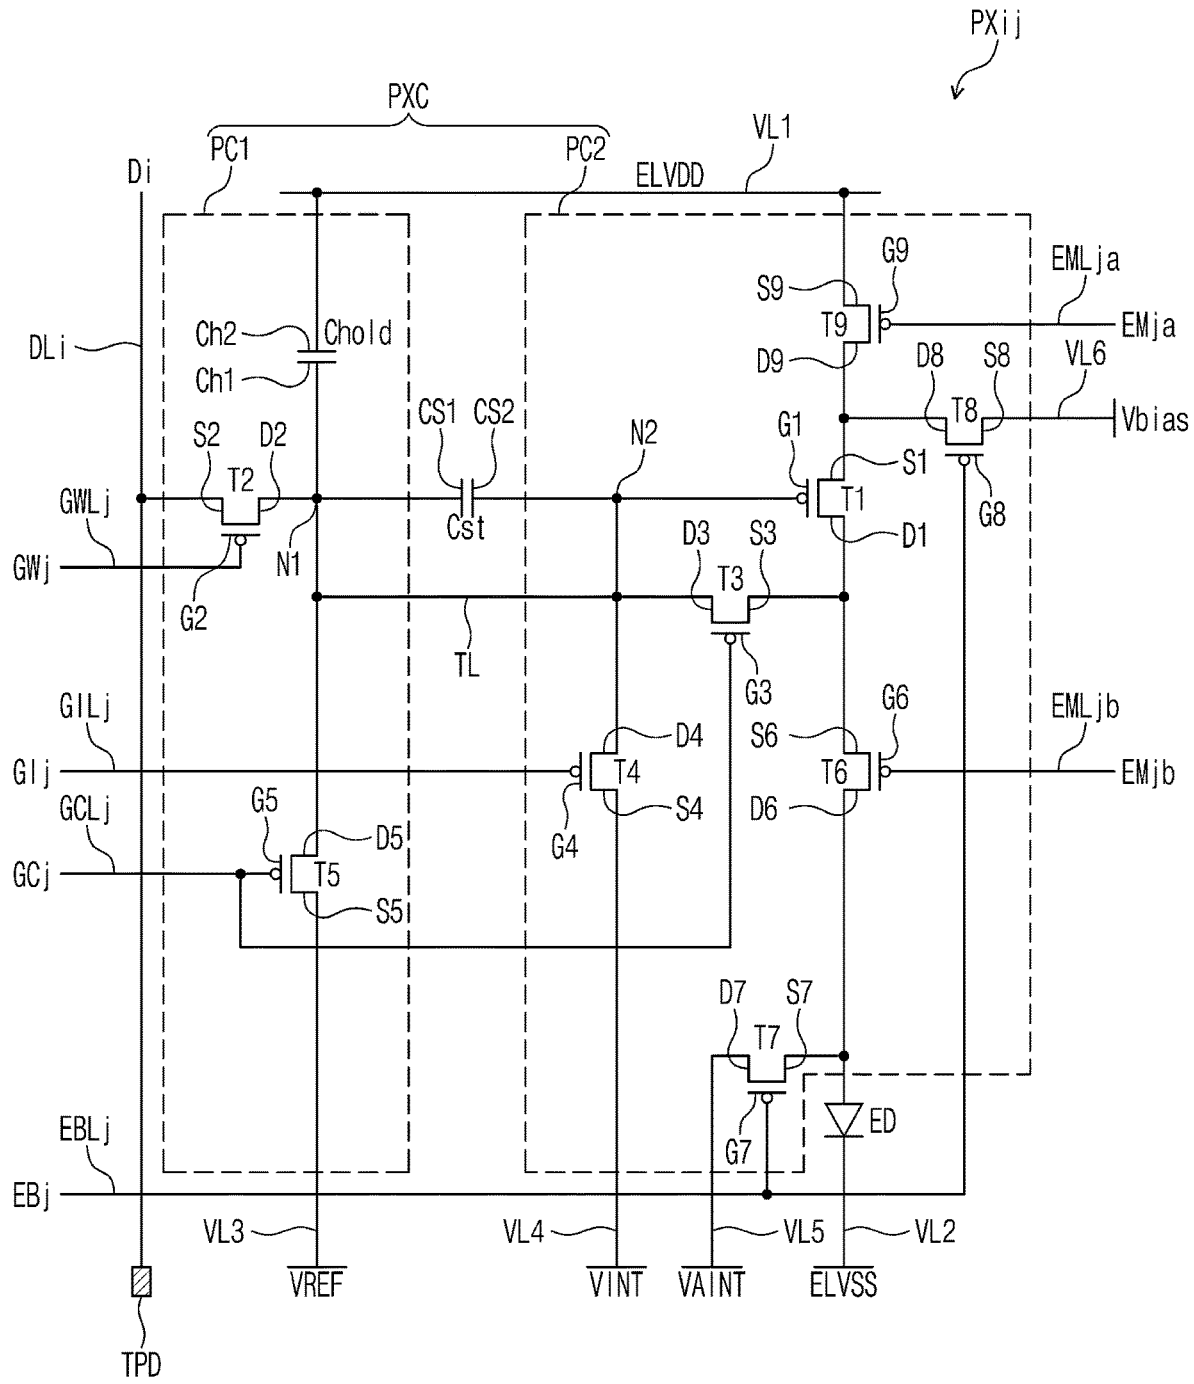 PXij
PXC
PC1
PC2
VL1
Di
ELVDD
G9
EMLja
S9
T9
EMja
Ch2
Chold
DLi
D9
D8
S8
VL6
Ch1
CS1
CS2
T8
Vbias
S2
D2
N2
G1
S1
T2
GWLj
T1
G8
Cst
D1
N1
D3
S3
GWj
T3
G2
TL
G3
GILj
G6
EMLjb
D4
S6
GIj
T4
T6
EMjb
GCLj
G5
S4
D6
D5
G4
GCj
T5
S5
D7
S7
T7
ED
EBLj
G7
EBj
VL3
VL4
VL5
VL2
VREF
VINT
VAINT
ELVSS
TPD